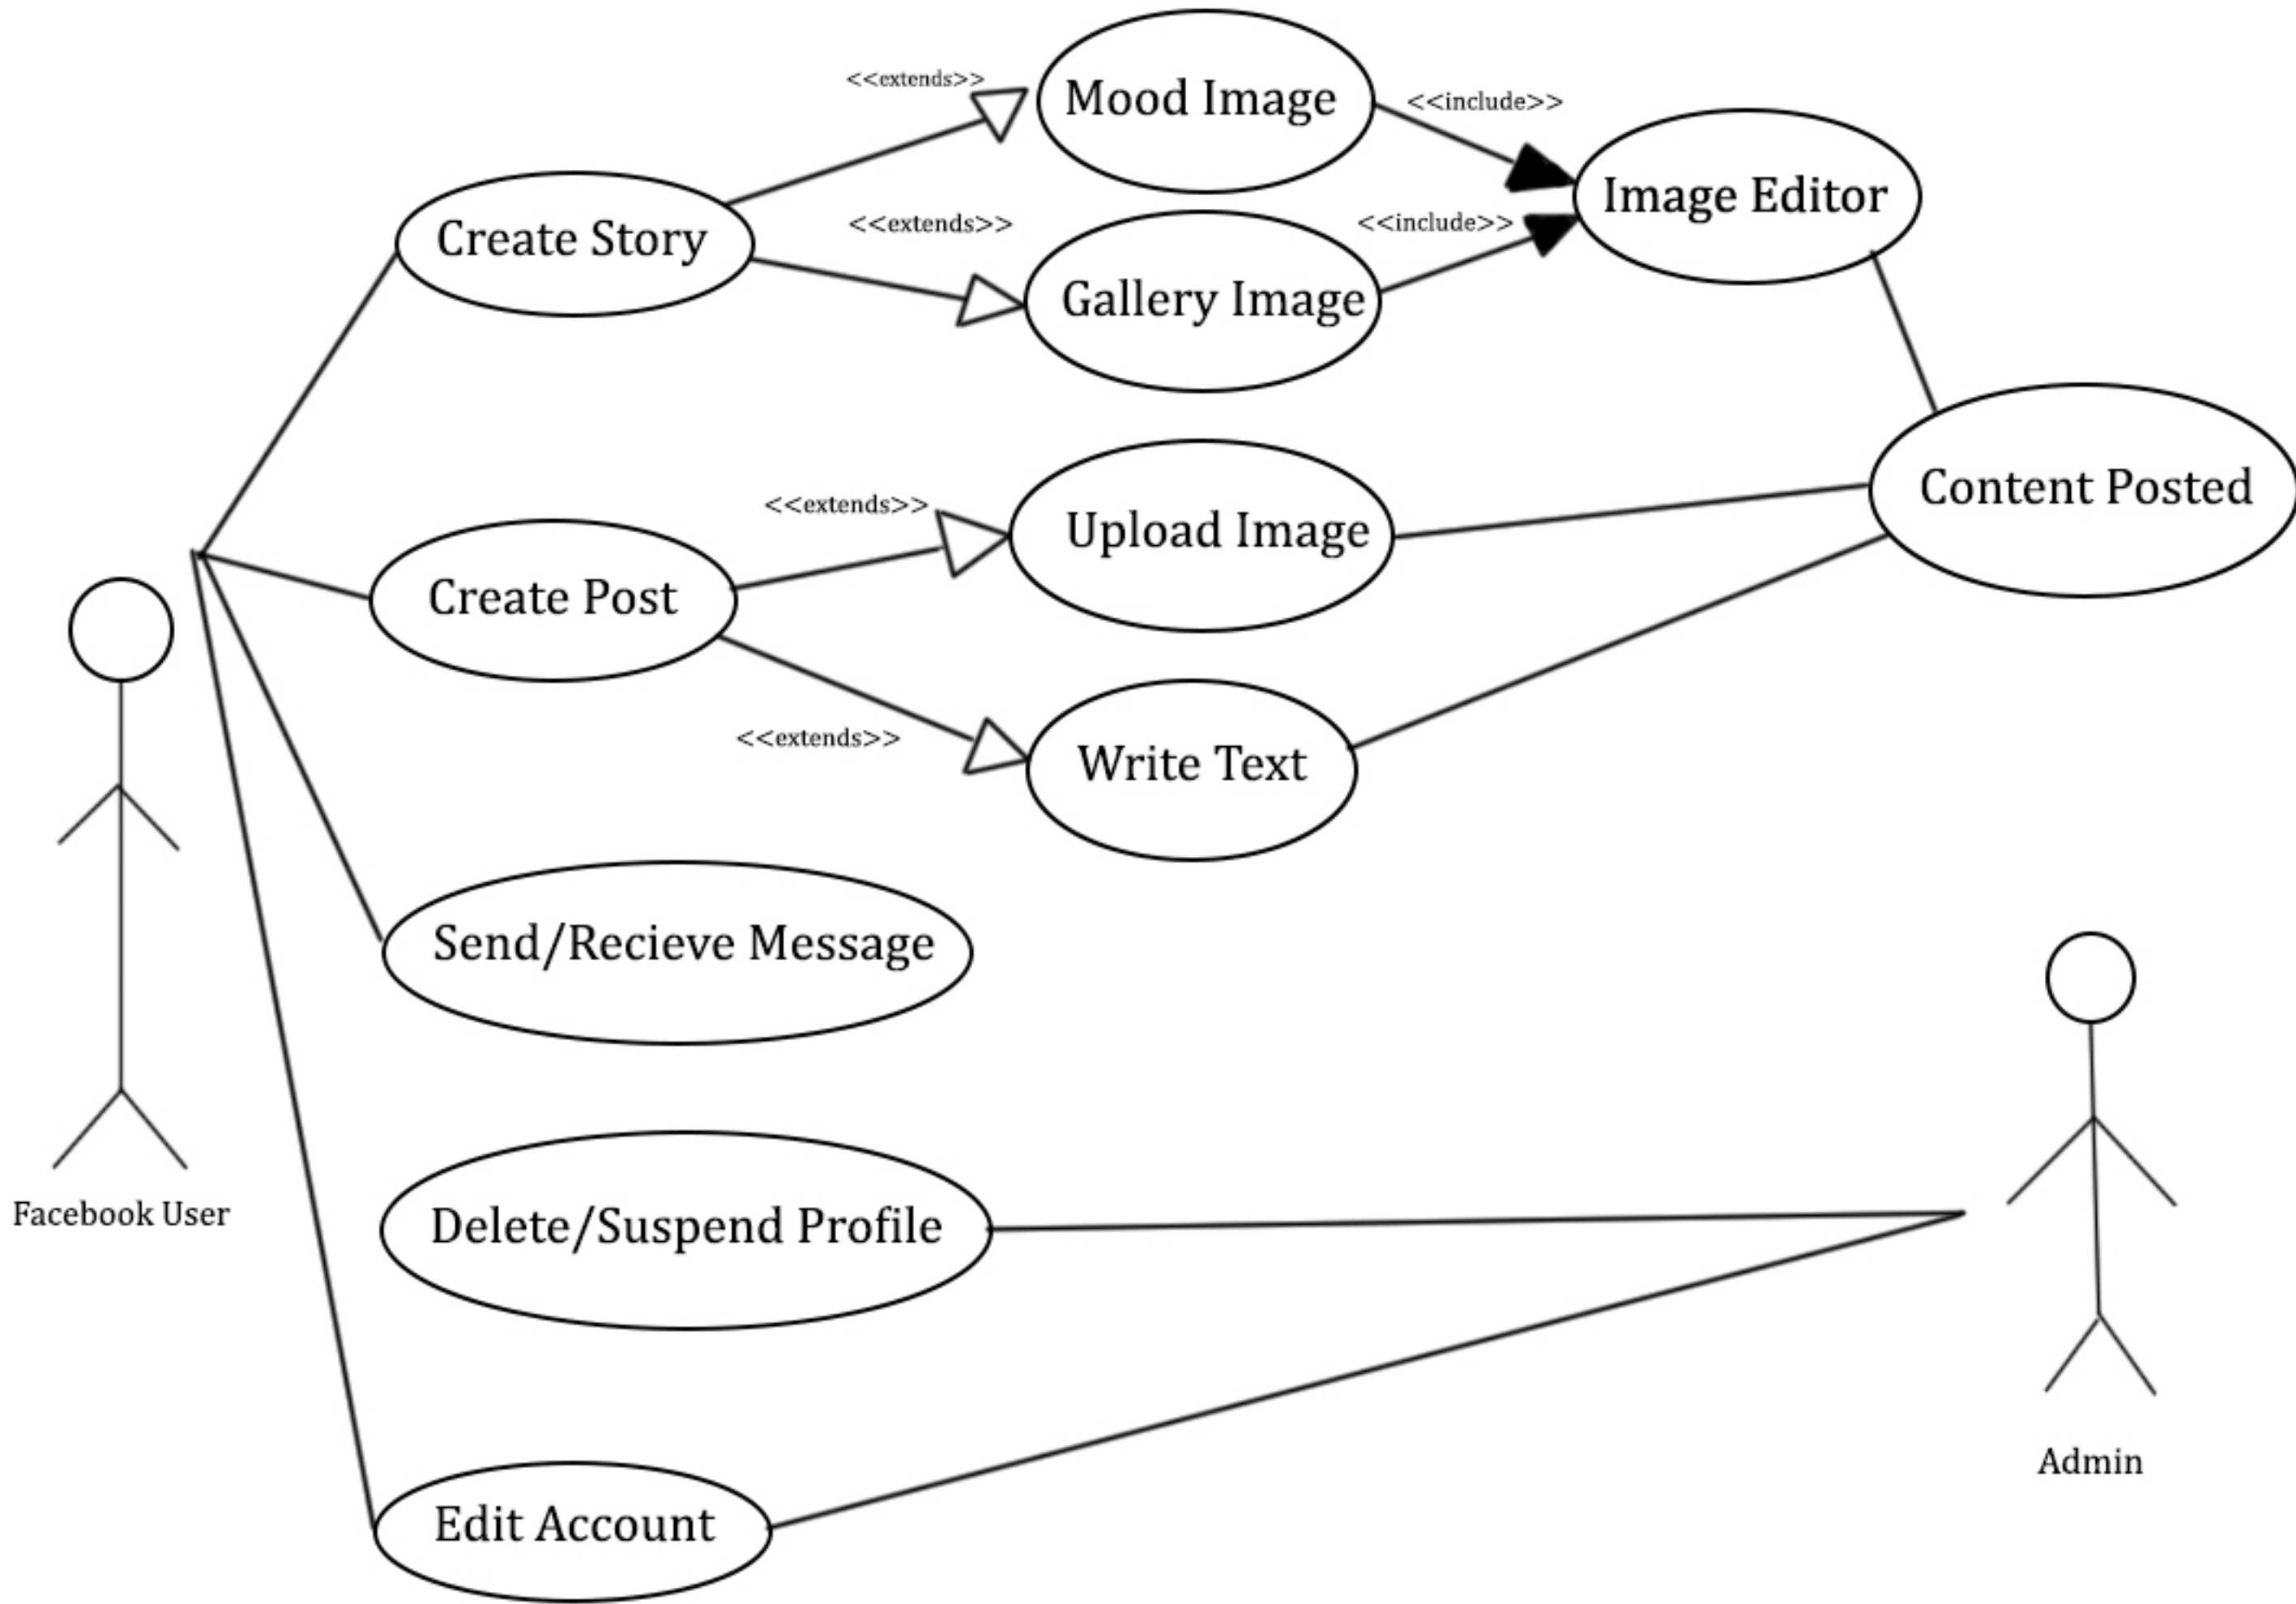 <<extends>>
Mood Image
<<include>>
Image Editor
Create Story
<<extends>>
<<include>>
Gallery Image
Content Posted
<<extends>>
Upload Image
Create Post
<<extends>>
Write Text
Send/Recieve Message
Facebook User
Delete/Suspend Profile
Admin
Edit Account